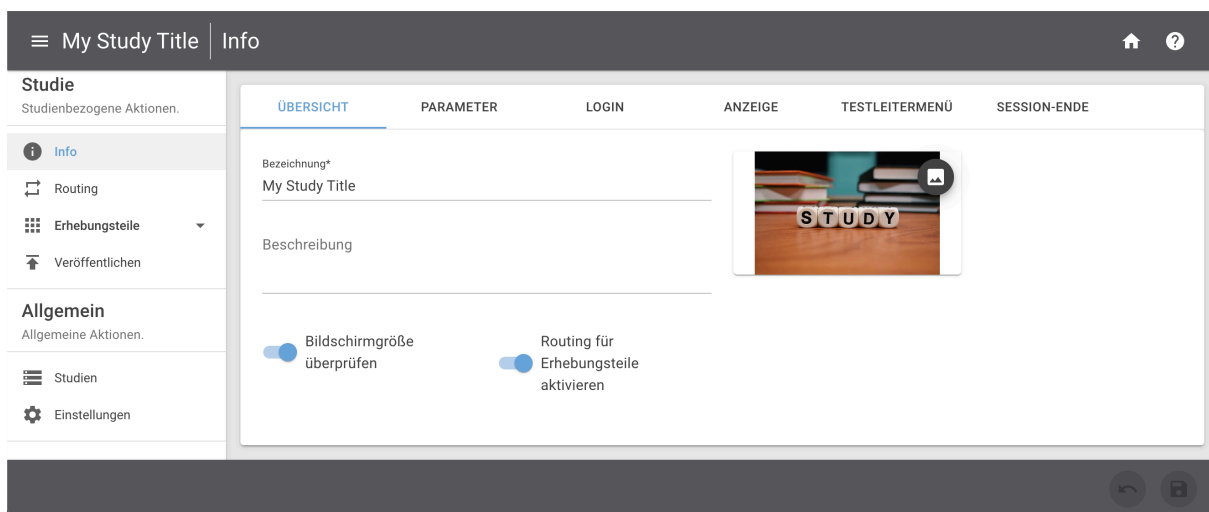 My Study Title
Info
Studie
Studienbezogene Aktionen.
Info
Routing
Erhebungsteile
Veröffentlichen
Allgemein
Allgemeine Aktionen.
Studien
Einstellungen
ÜBERSICHT
PARAMETER
LOGIN
ANZEIGE
TESTLEITERMENÜ
SESSION-ENDE
Bezeichnung*
My Study Title
Beschreibung
STUDY
Bildschirmgröße
überprüfen
Routing für
Erhebungsteile
aktivieren